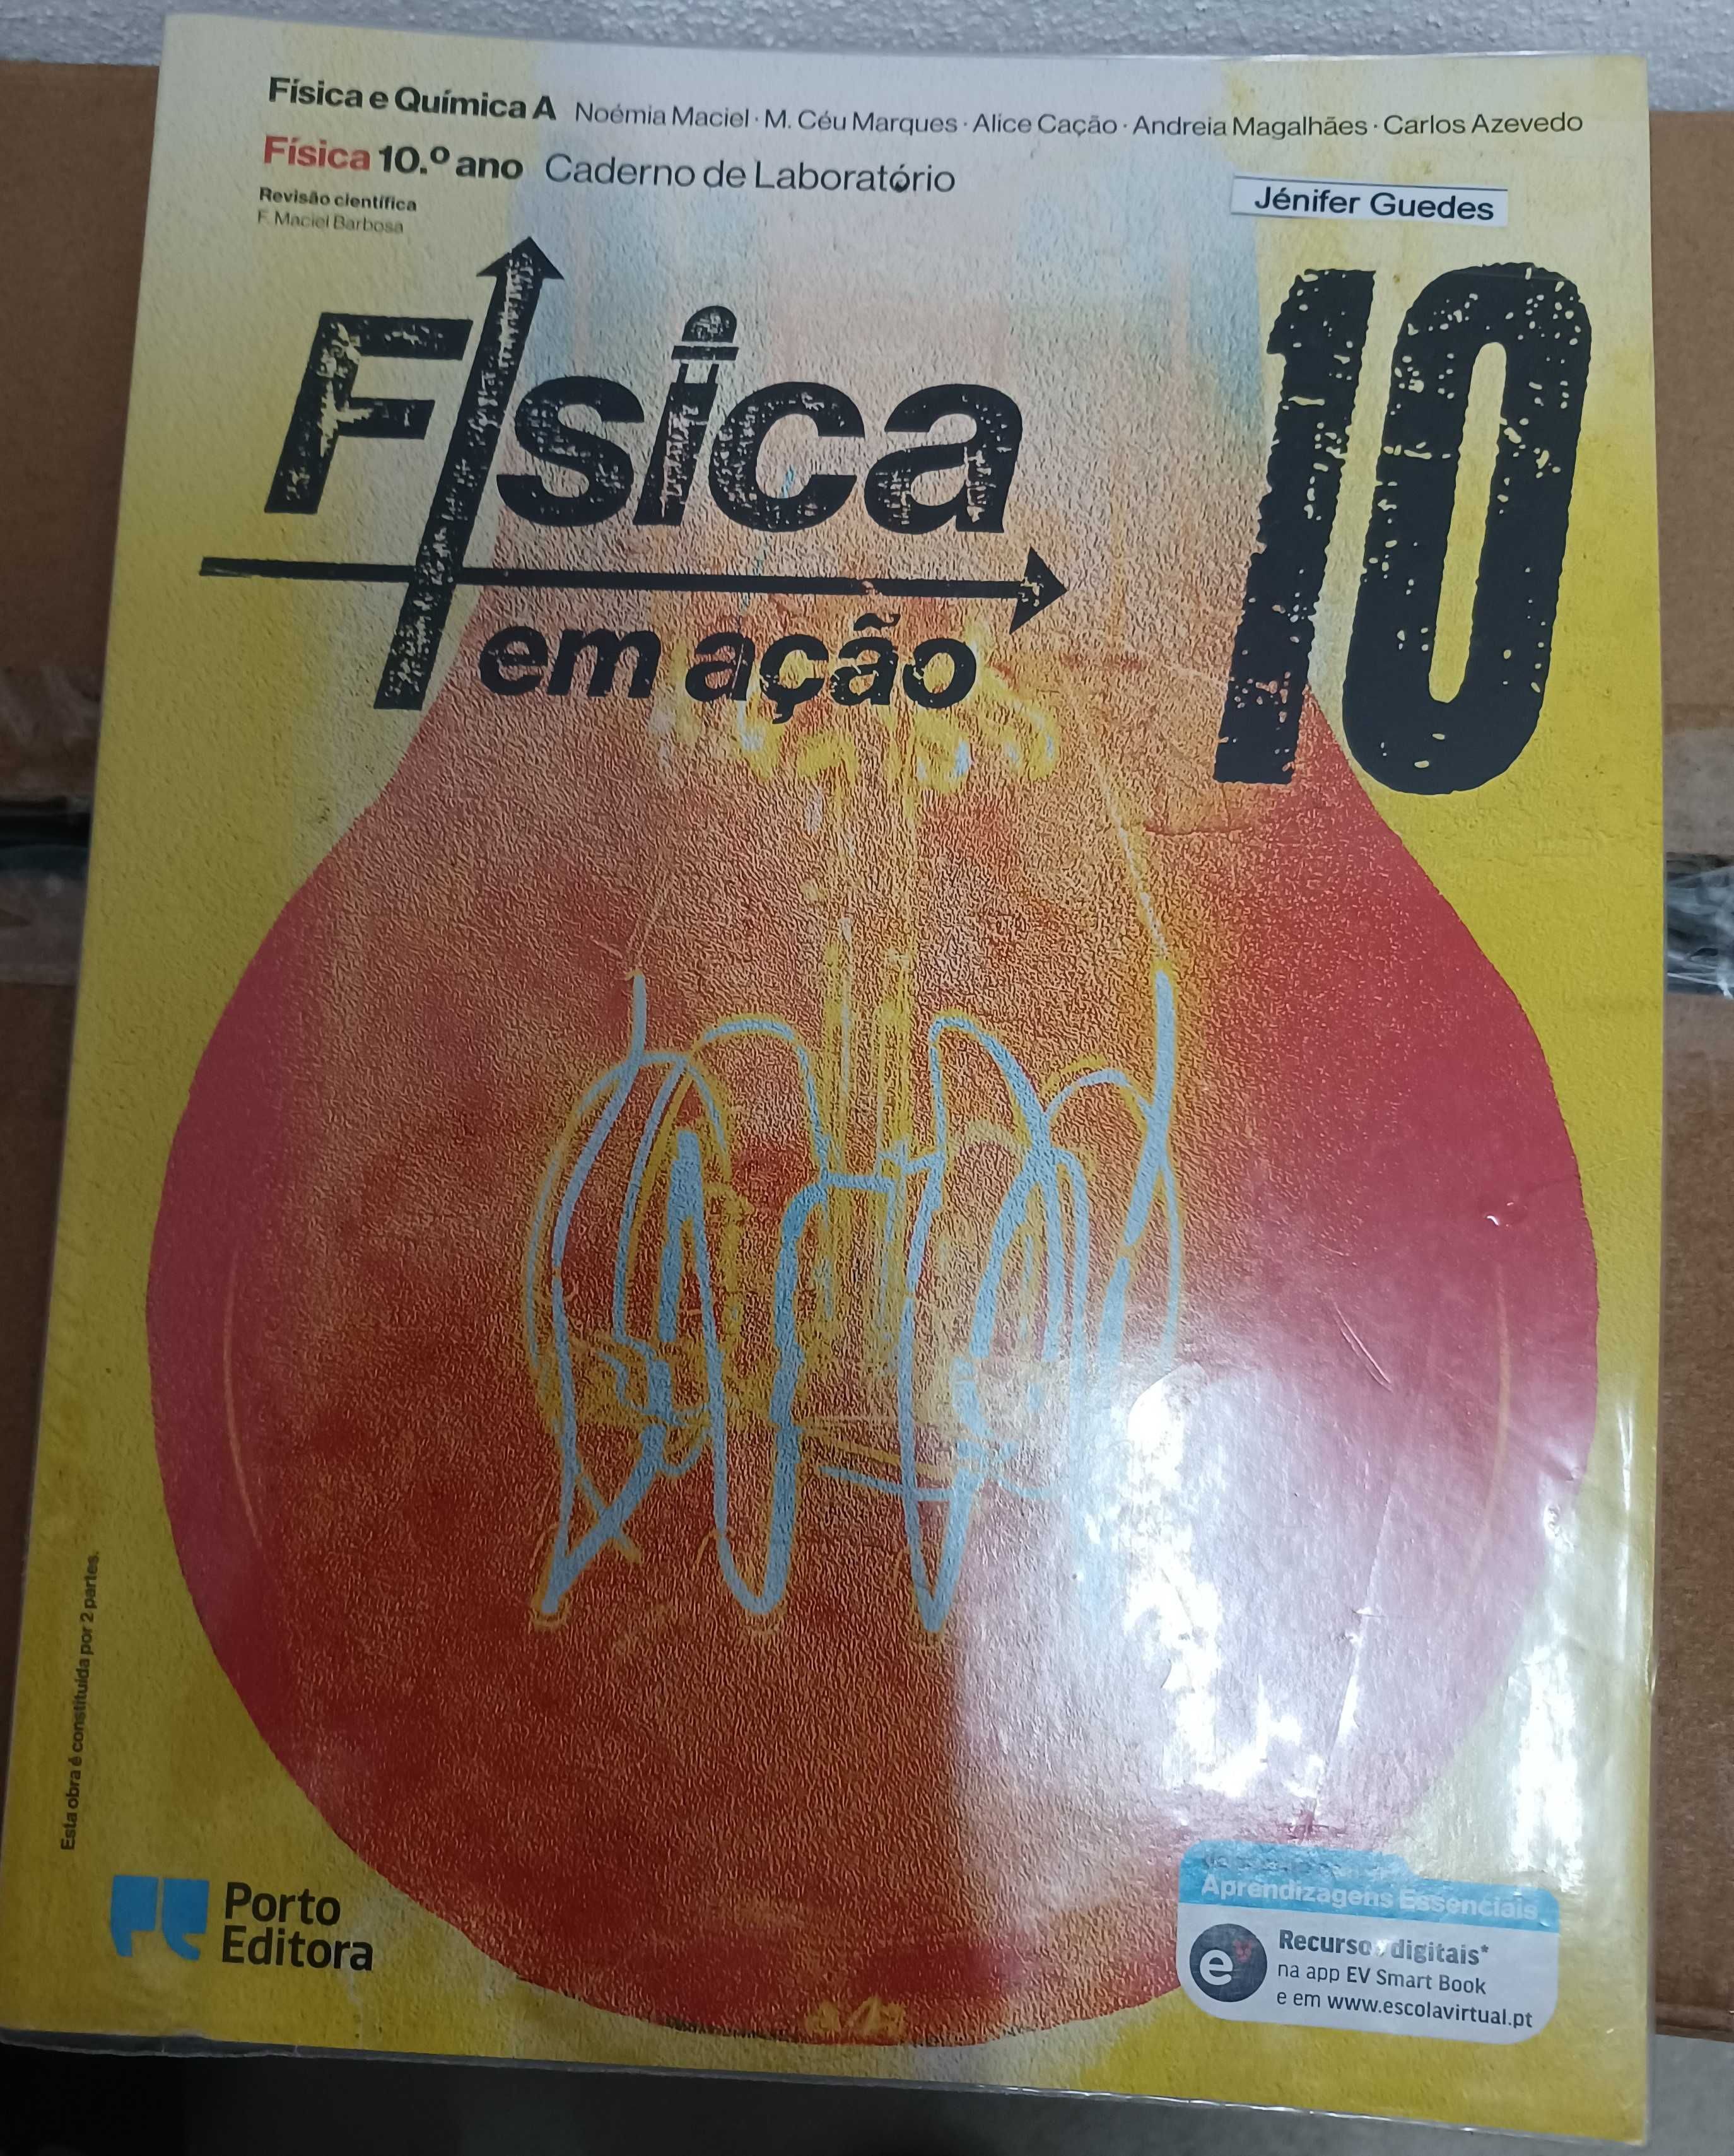 Física e Química A Noémia Maciel · M. Céu Marques · Alice Cação · Andreia Magalhães · Carlos Azevedo
Física 10.º ano Caderno de Laboratório
Revisão científica
F. Maciel Barbosa
Jénifer Guedes
Física
em ação
10
Esta obra é constituída por 2 partes.
Porto
Editora
Aprendizagens Essenciais
e
Recursos digitais*
na app EV Smart Book
e em www.escolavirtual.pt